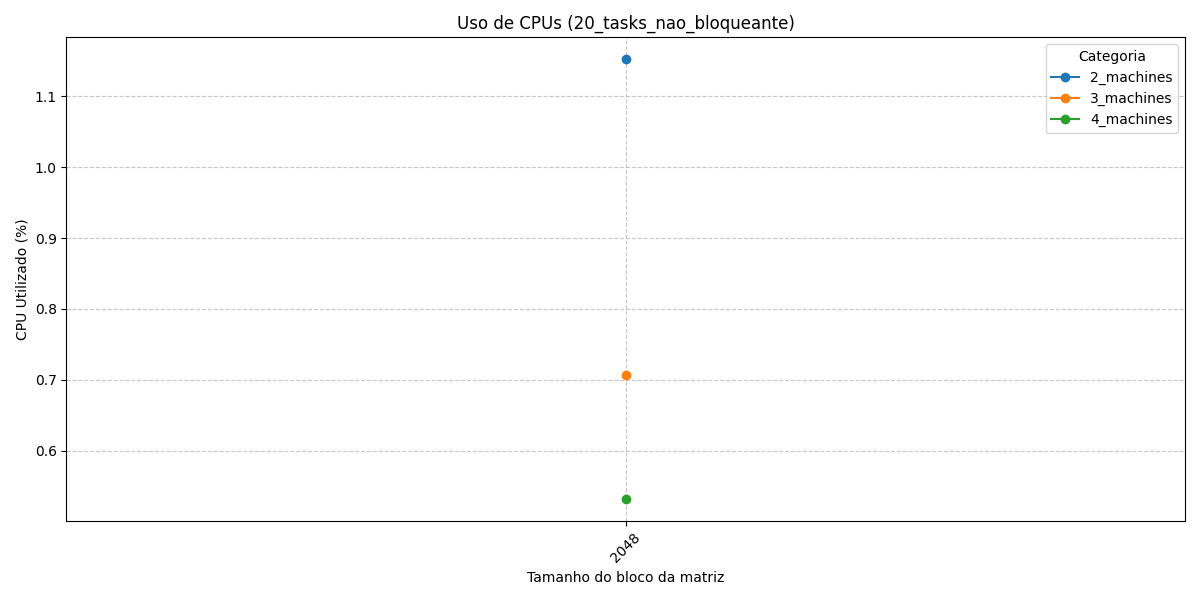 Uso de CPUs (20_tasks_nao_bloqueante)
Categoria
2_machines
3_machines
4_machines
CPU Utilizado (%)
1.1
1.0
0.9
0.8
0.7
0.6
2048
Tamanho do bloco da matriz